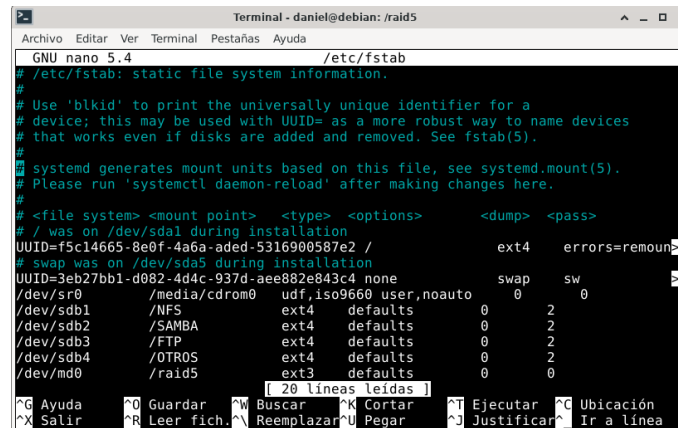 Terminal - daniel@debian: /raid5
Archivo Editar Ver Terminal Pestañas Ayuda
GNU nano 5.4 /etc/fstab
# /etc/fstab: static file system information.
#
# Use 'blkid' to print the universally unique identifier for a
# device; this may be used with UUID= as a more robust way to name devices
# that works even if disks are added and removed. See fstab(5).
#
# systemd generates mount units based on this file, see systemd.mount(5).
# Please run 'systemctl daemon-reload' after making changes here.
#
# <file system> <mount point> <type> <options> <dump> <pass>
# / was on /dev/sda1 during installation
UUID=f5c14665-8e0f-4a6a-aded-5316900587e2 / ext4 errors=remoun>
# swap was on /dev/sda5 during installation
UUID=3eb27bb1-d082-4d4c-937d-aee882e843c4 none swap sw >
/dev/sr0 /media/cdrom0 udf,iso9660 user,noauto 0 0
/dev/sdb1 /NFS ext4 defaults 0 2
/dev/sdb2 /SAMBA ext4 defaults 0 2
/dev/sdb3 /FTP ext4 defaults 0 2
/dev/sdb4 /OTROS ext4 defaults 0 2
/dev/md0 /raid5 ext3 defaults 0 0
[ 20 líneas leídas ]
^G Ayuda ^O Guardar ^W Buscar ^K Cortar ^T Ejecutar ^C Ubicación
^X Salir ^R Leer fich. ^\ Reemplazar ^U Pegar ^J Justificar ^_ Ir a línea